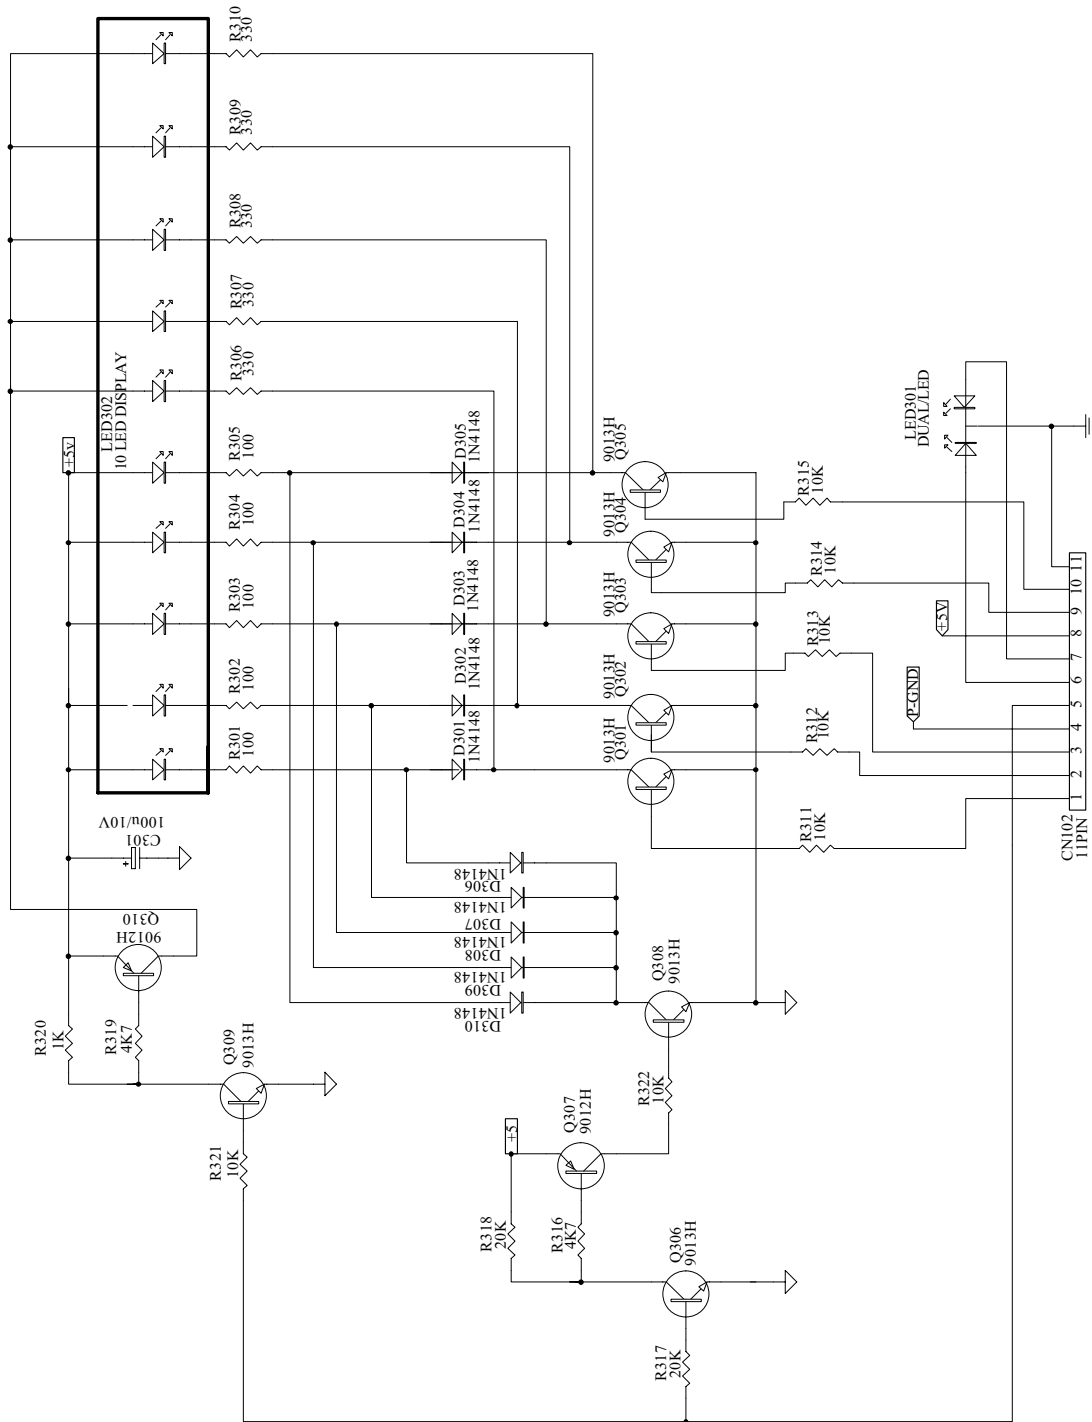 R310
330
R309
330
R308
330
R307
330
R306
330
LED302
10 LED DISPLAY
+5v
R305
100
R304
100
R303
100
R302
100
R301
100
D305
1N4148
D304
1N4148
D303
1N4148
D302
1N4148
D301
1N4148
9013H
Q305
9013H
Q304
9013H
Q303
9013H
Q302
9013H
Q301
LED301
DUAL/LED
R315
10K
R314
10K
R313
10K
R312
10K
R311
10K
+5V
P-GND
11
10
9
8
7
6
5
4
3
2
1
CN102
11PIN
C301
100u/10V
+
Q310
9012H
R320
1K
R319
4K7
Q309
9013H
R321
10K
D306
1N4148
D307
1N4148
D308
1N4148
D309
1N4148
D310
1N4148
Q308
9013H
R322
10K
+5
Q307
9012H
R318
20K
R316
4K7
Q306
9013H
R317
20K